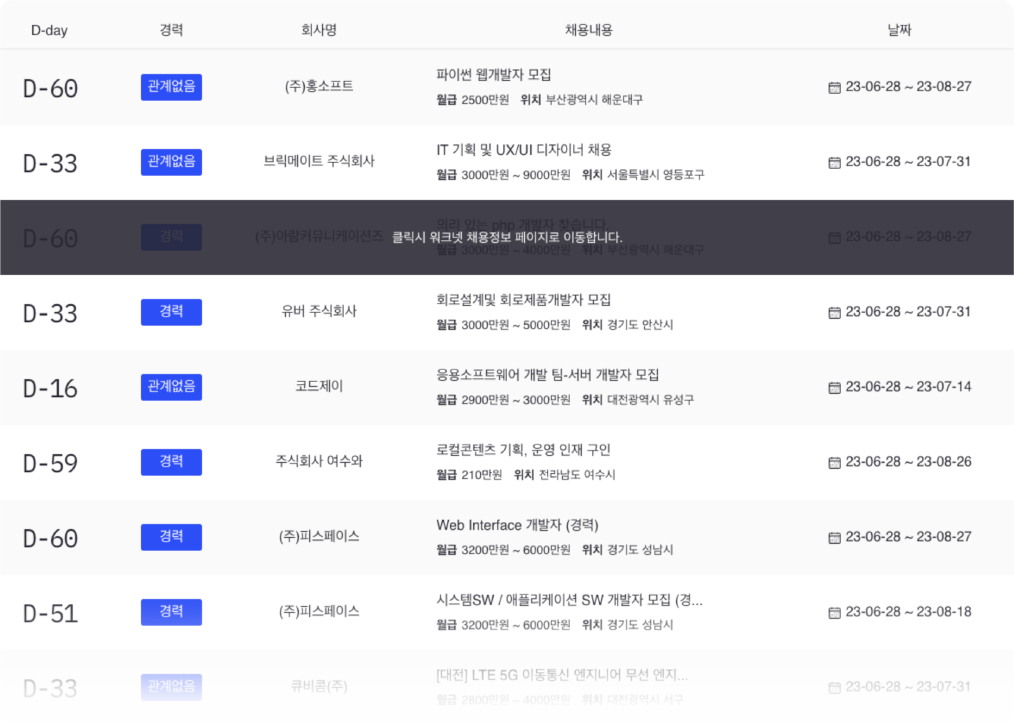 D-day 경력 회사명 채용내용 날짜
D-60 관계없음 (주)홍소프트 파이썬 웹개발자 모집 23-06-28 ~ 23-08-27
월급 2500만원 위치 부산광역시 해운대구
D-33 관계없음 브릭메이트 주식회사 IT 기획 및 UX/UI 디자이너 채용 23-06-28 ~ 23-07-31
월급 3000만원 ~ 9000만원 위치 서울특별시 영등포구
의리 있는 php 개발자 찾습니다.
D-60 경력 (주)아람커뮤니케이션즈 클릭시 워크넷 채용정보 페이지로 이동합니다. 23-06-28 ~ 23-08-27
월급 3000만원 ~ 4000만원 위치 부산광역시 해운대구
D-33 경력 유버 주식회사 회로설계및 회로제품개발자 모집 23-06-28 ~ 23-07-31
월급 3000만원 ~ 5000만원 위치 경기도 안산시
D-16 관계없음 코드제이 응용소프트웨어 개발 팀-서버 개발자 모집 23-06-28 ~ 23-07-14
월급 2900만원 ~ 3000만원 위치 대전광역시 유성구
D-59 경력 주식회사 여수와 로컬콘텐츠 기획, 운영 인재 구인 23-06-28 ~ 23-08-26
월급 210만원 위치 전라남도 여수시
D-60 경력 (주)피스페이스 Web Interface 개발자 (경력) 23-06-28 ~ 23-08-27
월급 3200만원 ~ 6000만원 위치 경기도 성남시
D-51 경력 (주)피스페이스 시스템SW / 애플리케이션 SW 개발자 모집 (경... 23-06-28 ~ 23-08-18
월급 3200만원 ~ 6000만원 위치 경기도 성남시
D-33 관계없음 큐비콤(주) [대전] LTE 5G 이동통신 엔지니어 무선 엔지... 23-06-28 ~ 23-07-31
월급 2800만원 ~ 4000만원 위치 대전광역시 서구